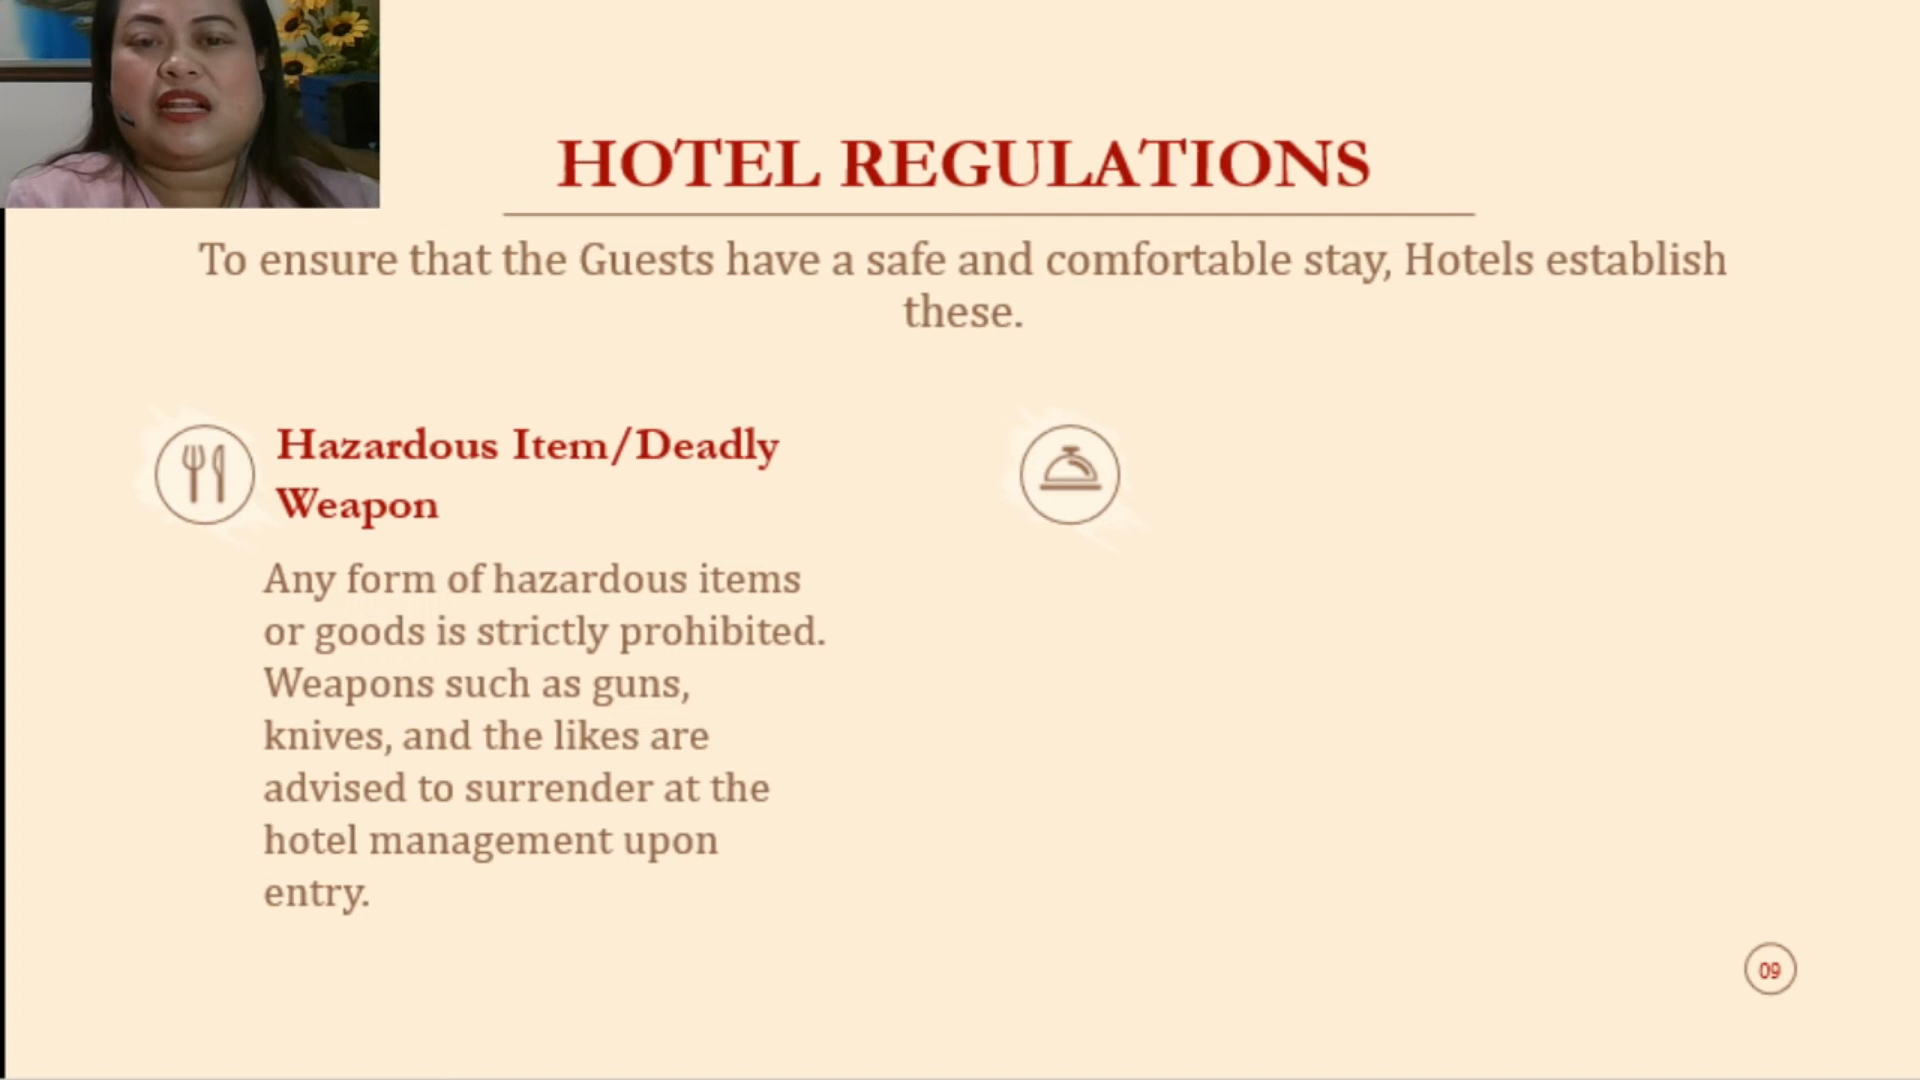 HOTEL REGULATIONS
To ensure that the Guests have a safe and comfortable stay, Hotels establish
these.
Hazardous Item/Deadly
Weapon
Any form of hazardous items
or goods is strictly prohibited.
Weapons such as guns,
knives, and the likes are
advised to surrender at the
hotel management upon
entry.
09